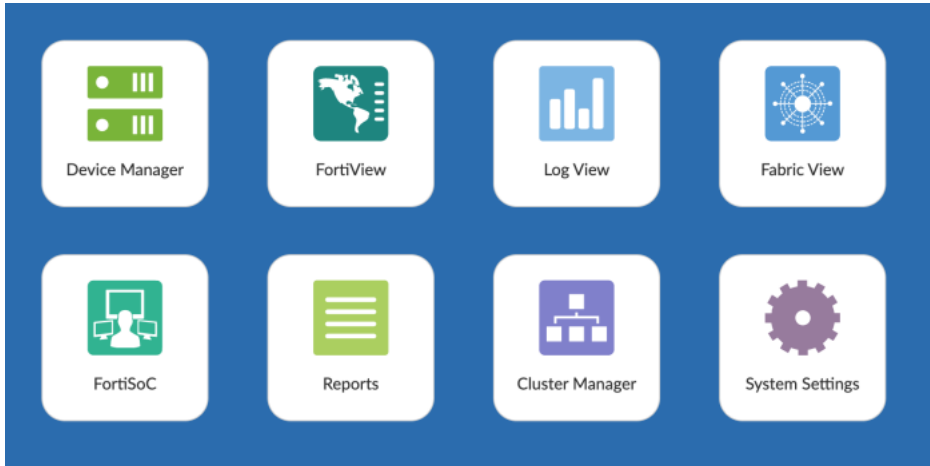 Device Manager
FortiView
Log View
Fabric View
FortiSoC
Reports
Cluster Manager
System Settings